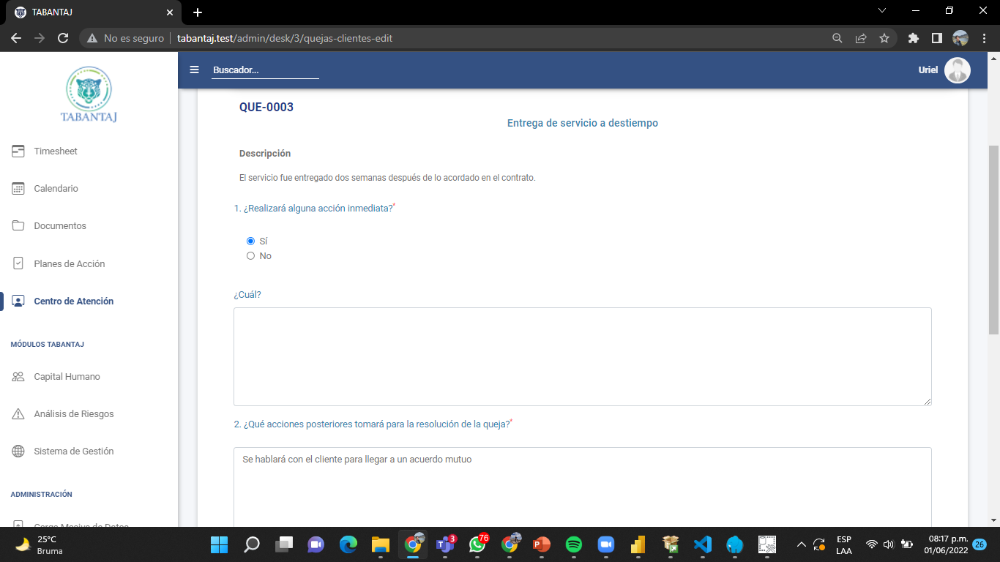 TABANTAJ
No es seguro
tabantaj.test/admin/desk/3/quejas-clientes-edit
TABANTAJ
Buscador...
Uriel
Timesheet
Calendario
Documentos
Planes de Acción
Centro de Atención
MÓDULOS TABANTAJ
Capital Humano
Análisis de Riesgos
Sistema de Gestión
ADMINISTRACIÓN
Carga Masiva de Datos
QUE-0003
Entrega de servicio a destiempo
Descripción
El servicio fue entregado dos semanas después de lo acordado en el contrato.
1. ¿Realizará alguna acción inmediata?*
Sí
No
¿Cuál?
2. ¿Qué acciones posteriores tomará para la resolución de la queja?*
Se hablará con el cliente para llegar a un acuerdo mutuo
25°C
Bruma
3
76
ESP
LAA
08:17 p.m.
01/06/2022
26